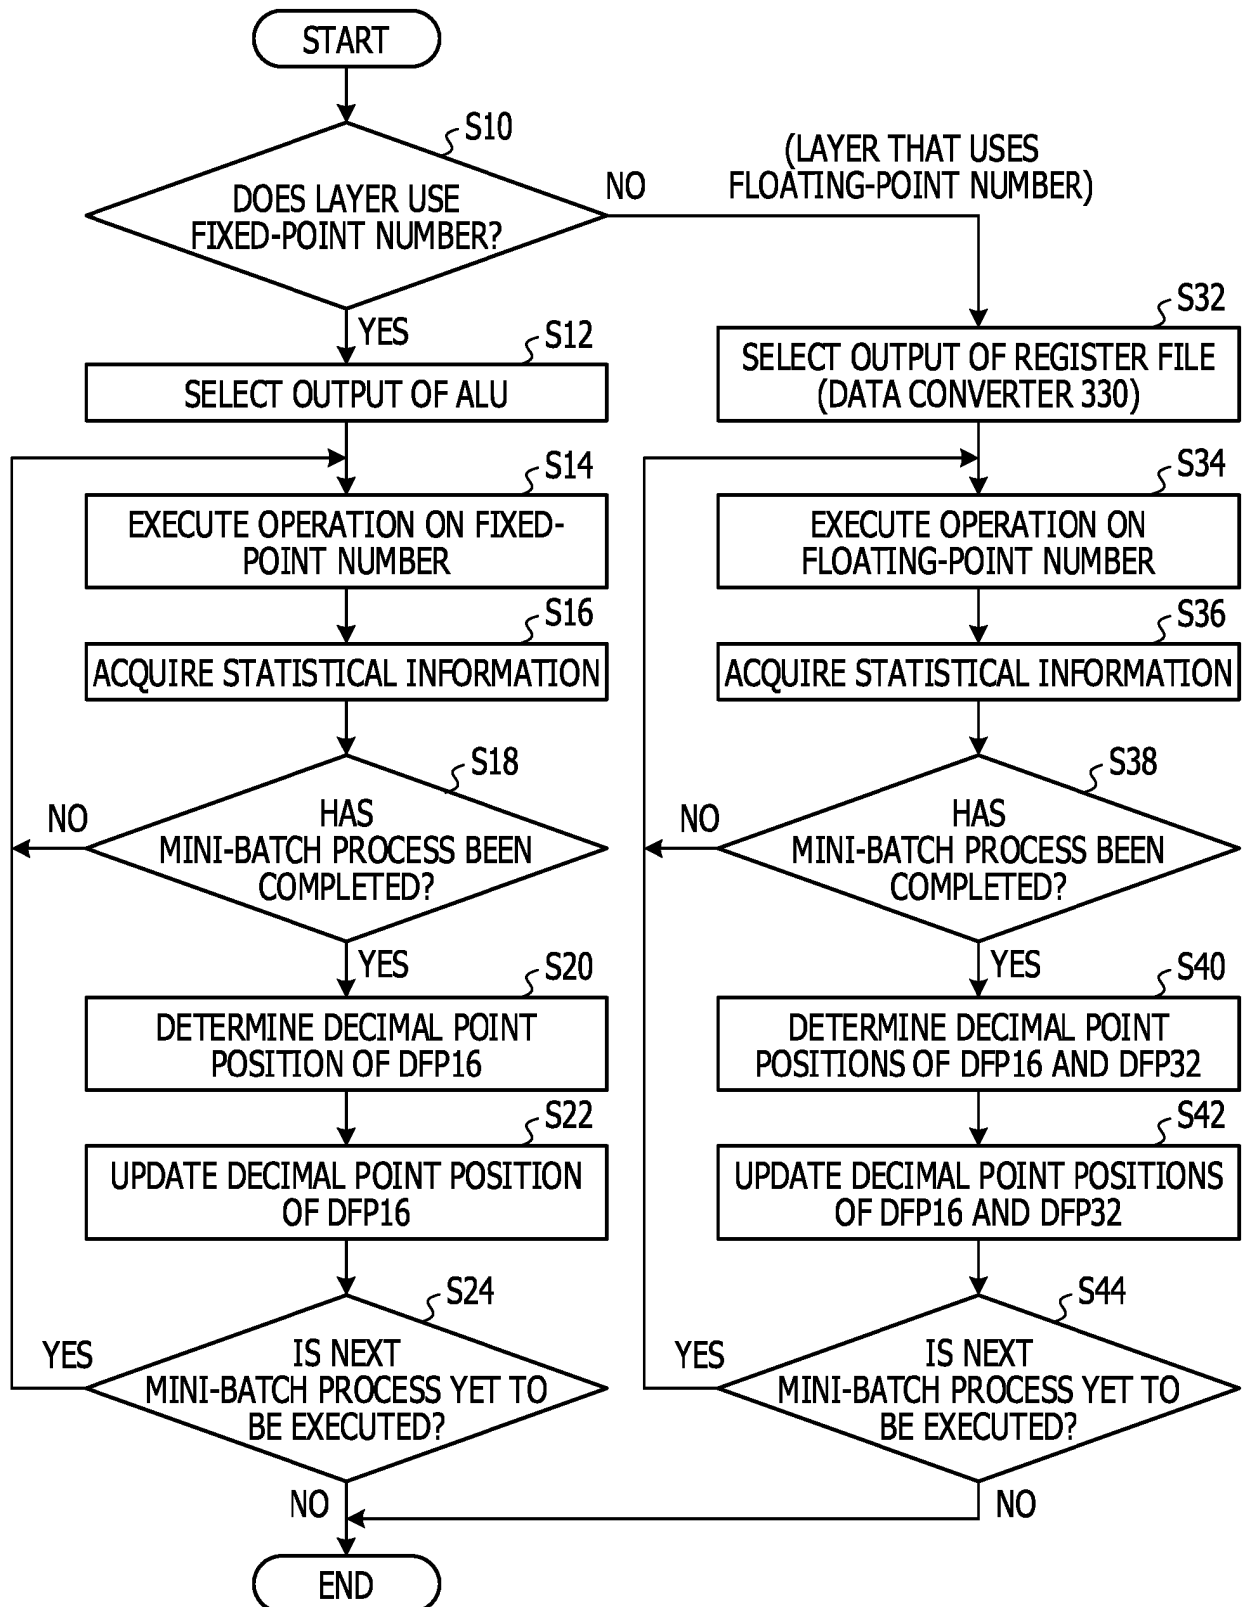 START
S10
DOES LAYER USE
FIXED-POINT NUMBER?
NO
(LAYER THAT USES
FLOATING-POINT NUMBER)
YES
S12
SELECT OUTPUT OF ALU
S14
EXECUTE OPERATION ON FIXED-
POINT NUMBER
S16
ACQUIRE STATISTICAL INFORMATION
S18
HAS
MINI-BATCH PROCESS BEEN
COMPLETED?
NO
YES
S20
DETERMINE DECIMAL POINT
POSITION OF DFP16
S22
UPDATE DECIMAL POINT POSITION
OF DFP16
S24
IS NEXT
MINI-BATCH PROCESS YET TO
BE EXECUTED?
YES
NO
S32
SELECT OUTPUT OF REGISTER FILE
(DATA CONVERTER 330)
S34
EXECUTE OPERATION ON
FLOATING-POINT NUMBER
S36
ACQUIRE STATISTICAL INFORMATION
S38
HAS
MINI-BATCH PROCESS BEEN
COMPLETED?
NO
YES
S40
DETERMINE DECIMAL POINT
POSITIONS OF DFP16 AND DFP32
S42
UPDATE DECIMAL POINT POSITIONS
OF DFP16 AND DFP32
S44
IS NEXT
MINI-BATCH PROCESS YET TO
BE EXECUTED?
YES
NO
END